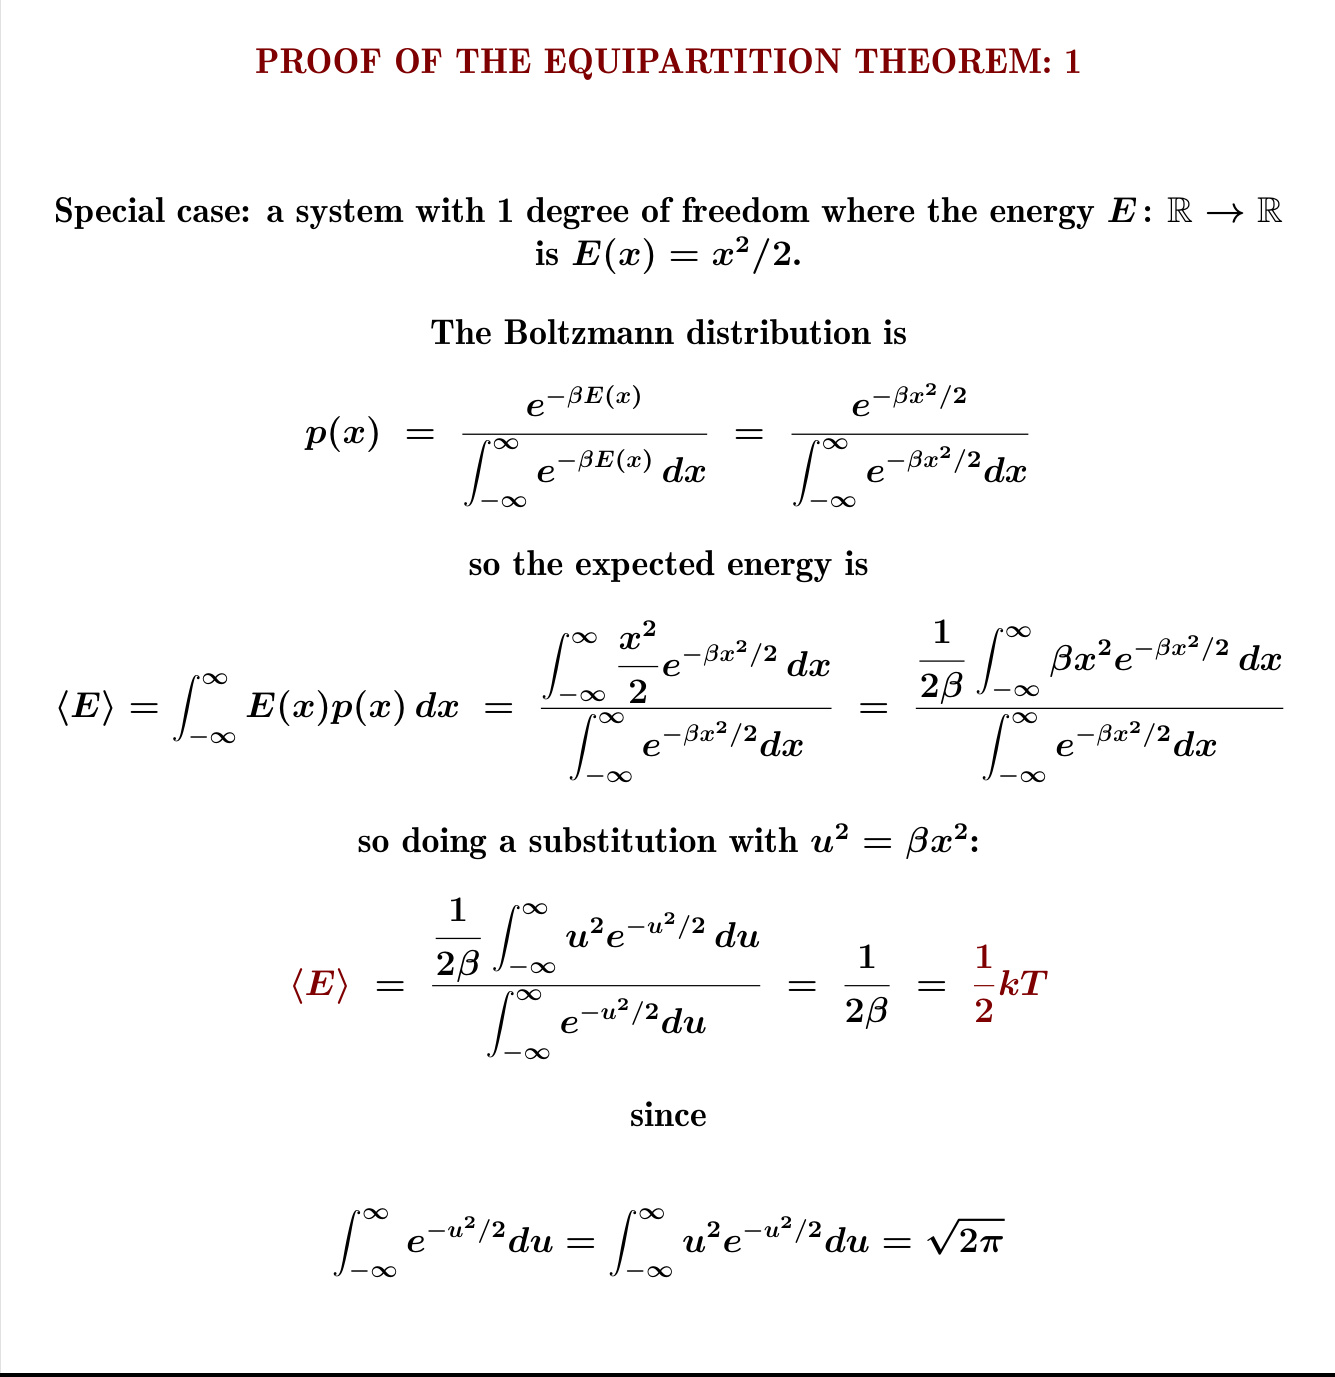 PROOF OF THE EQUIPARTITION THEOREM: 1
Special case: a system with 1 degree of freedom where the energy $E\colon \mathbb{R} \to \mathbb{R}$
is $E(x) = x^2/2$.
The Boltzmann distribution is
$p(x) = \frac{e^{-\beta E(x)}}{\int_{-\infty}^{\infty} e^{-\beta E(x)}\, dx} = \frac{e^{-\beta x^2/2}}{\int_{-\infty}^{\infty} e^{-\beta x^2/2} dx}$
so the expected energy is
$\langle E \rangle = \int_{-\infty}^{\infty} E(x)p(x)\, dx = \frac{\int_{-\infty}^{\infty} \frac{x^2}{2} e^{-\beta x^2/2}\, dx}{\int_{-\infty}^{\infty} e^{-\beta x^2/2} dx} = \frac{\frac{1}{2\beta} \int_{-\infty}^{\infty} \beta x^2 e^{-\beta x^2/2}\, dx}{\int_{-\infty}^{\infty} e^{-\beta x^2/2} dx}$
so doing a substitution with $u^2 = \beta x^2$:
$\langle E \rangle = \frac{\frac{1}{2\beta} \int_{-\infty}^{\infty} u^2 e^{-u^2/2}\, du}{\int_{-\infty}^{\infty} e^{-u^2/2} du} = \frac{1}{2\beta} = \frac{1}{2} kT$
since
$\int_{-\infty}^{\infty} e^{-u^2/2} du = \int_{-\infty}^{\infty} u^2 e^{-u^2/2} du = \sqrt{2\pi}$